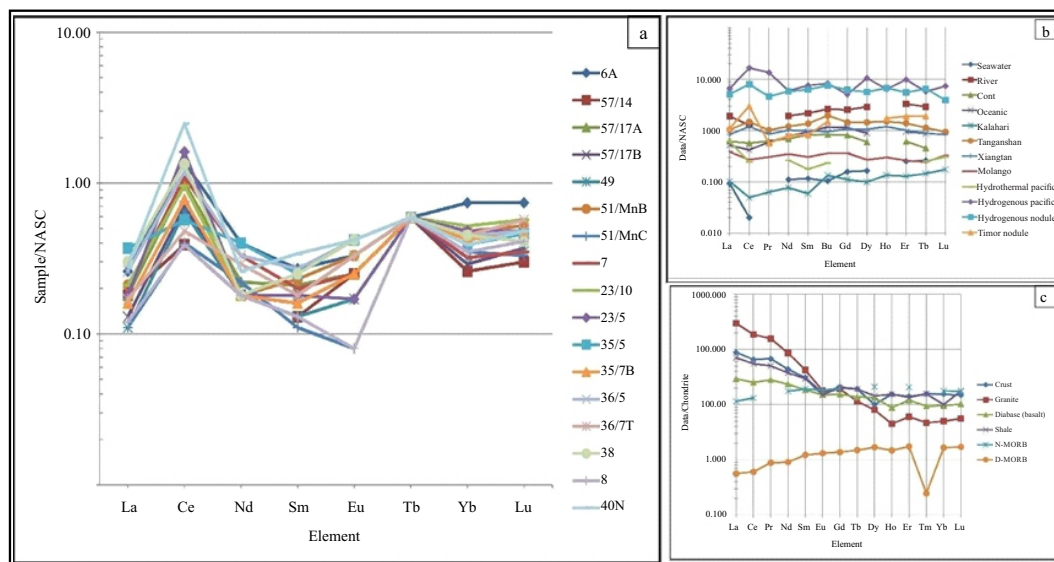 a
10.00
1.00
0.10
Sample/NASC
La Ce Nd Sm Eu Tb Yb Lu
Element
6A
57/14
57/17A
57/17B
49
51/MnB
51/MnC
7
23/10
23/5
35/5
35/7B
36/5
36/7T
38
8
40N
b
10.000
1000
0.100
0.010
Data/NASC
La Ce Pr Nd Sm Bu Gd Dy Ho Er Tb Lu
Element
Seawater
River
Cont
Oceanic
Kalahari
Tanganshan
Xiangtan
Molango
Hydrothermal pacific
Hydrogenous pacific
Hydrogenous nodule
Timor nodule
c
1000.000
100.000
100.00
1.000
0.100
Data/Chondrite
La Ce Pr Nd Sm Eu Gd Tb Dy Ho Er Tm Yb Lu
Element
Crust
Granite
Diabase (basalt)
Shale
N-MORB
D-MORB